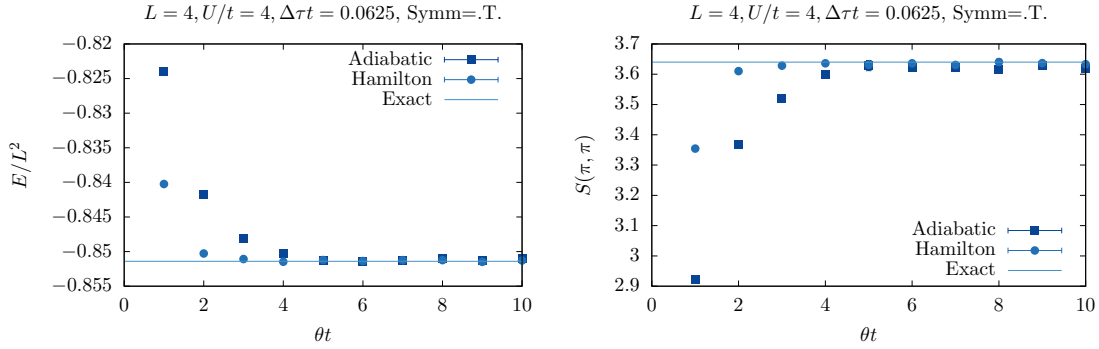 L = 4, U/t = 4, Δτt = 0.0625, Symm=.T.
−0.82
−0.825
−0.83
−0.835
−0.84
−0.845
−0.85
−0.855
E/L²
Adiabatic
Hamilton
Exact
0 2 4 6 8 10
θt
L = 4, U/t = 4, Δτt = 0.0625, Symm=.T.
3.7
3.6
3.5
3.4
3.3
3.2
3.1
3
2.9
S(π, π)
Adiabatic
Hamilton
Exact
0 2 4 6 8 10
θt